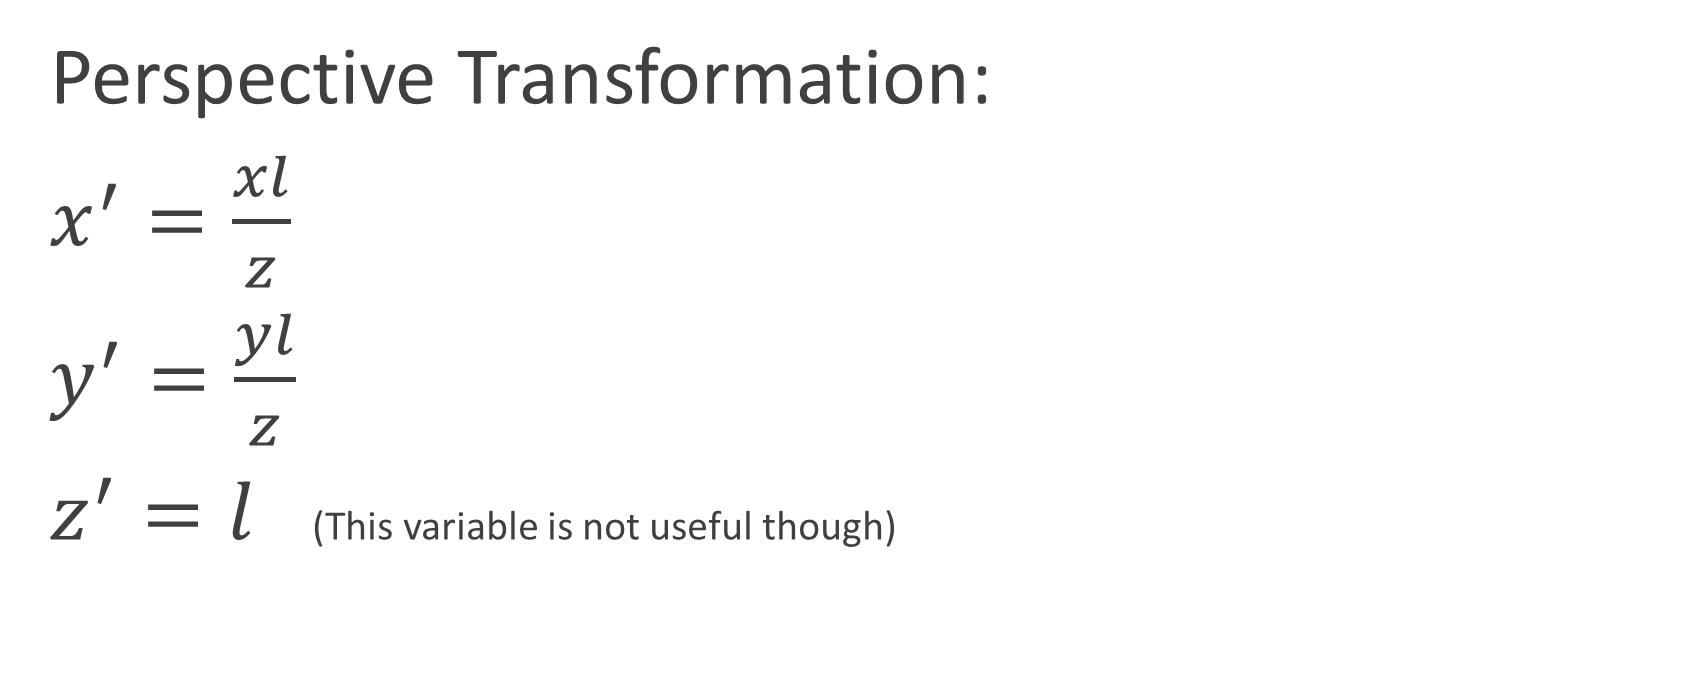 Perspective Transformation:
x′ = xl/z
y′ = yl/z
z′ = l (This variable is not useful though)